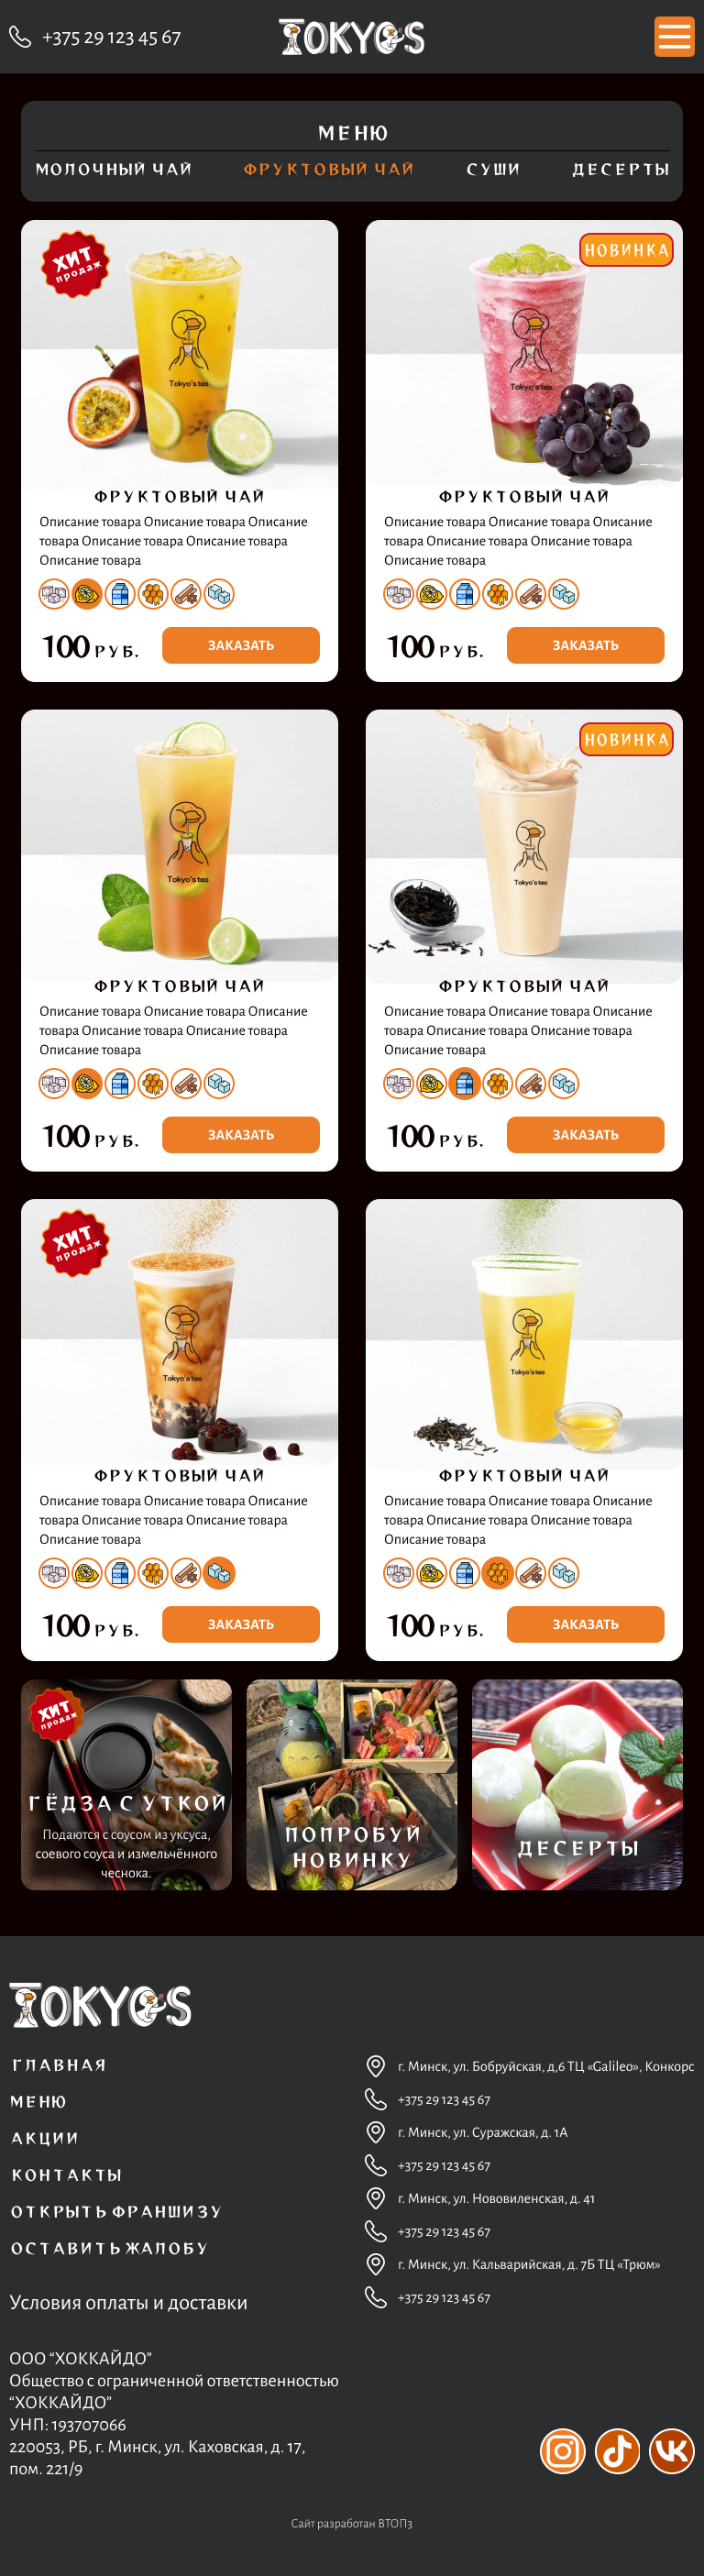 +375 29 123 45 67
TOKYO'S
МЕНЮ
МОЛОЧНЫЙ ЧАЙ ФРУКТОВЫЙ ЧАЙ СУШИ ДЕСЕРТЫ
ХИТ
продаж
Tokyo's tea
ФРУКТОВЫЙ ЧАЙ
Описание товара Описание товара Описание
товара Описание товара Описание товара
Описание товара
100 РУБ. ЗАКАЗАТЬ
НОВИНКА
Tokyo's tea
ФРУКТОВЫЙ ЧАЙ
Описание товара Описание товара Описание
товара Описание товара Описание товара
Описание товара
100 РУБ. ЗАКАЗАТЬ
Tokyo's tea
ФРУКТОВЫЙ ЧАЙ
Описание товара Описание товара Описание
товара Описание товара Описание товара
Описание товара
100 РУБ. ЗАКАЗАТЬ
НОВИНКА
Tokyo's tea
ФРУКТОВЫЙ ЧАЙ
Описание товара Описание товара Описание
товара Описание товара Описание товара
Описание товара
100 РУБ. ЗАКАЗАТЬ
ХИТ
продаж
Tokyo's tea
ФРУКТОВЫЙ ЧАЙ
Описание товара Описание товара Описание
товара Описание товара Описание товара
Описание товара
100 РУБ. ЗАКАЗАТЬ
Tokyo's tea
ФРУКТОВЫЙ ЧАЙ
Описание товара Описание товара Описание
товара Описание товара Описание товара
Описание товара
100 РУБ. ЗАКАЗАТЬ
ХИТ
продаж
ГЁДЗА С УТКОЙ
Подаются с соусом из уксуса,
соевого соуса и измельчённого
чеснока.
ПОПРОБУЙ
НОВИНКУ
ДЕСЕРТЫ
TOKYO'S
ГЛАВНАЯ
МЕНЮ
АКЦИИ
КОНТАКТЫ
ОТКРЫТЬ ФРАНШИЗУ
ОСТАВИТЬ ЖАЛОБУ
Условия оплаты и доставки
ООО “ХОККАЙДО”
Общество с ограниченной ответственностью
“ХОККАЙДО”
УНП: 193707066
220053, РБ, г. Минск, ул. Каховская, д. 17,
пом. 221/9
г. Минск, ул. Бобруйская, д,6 ТЦ «Galileo», Конкорс
+375 29 123 45 67
г. Минск, ул. Суражская, д. 1А
+375 29 123 45 67
г. Минск, ул. Нововиленская, д. 41
+375 29 123 45 67
г. Минск, ул. Кальварийская, д. 7Б ТЦ «Трюм»
+375 29 123 45 67
Сайт разработан ВТОП3